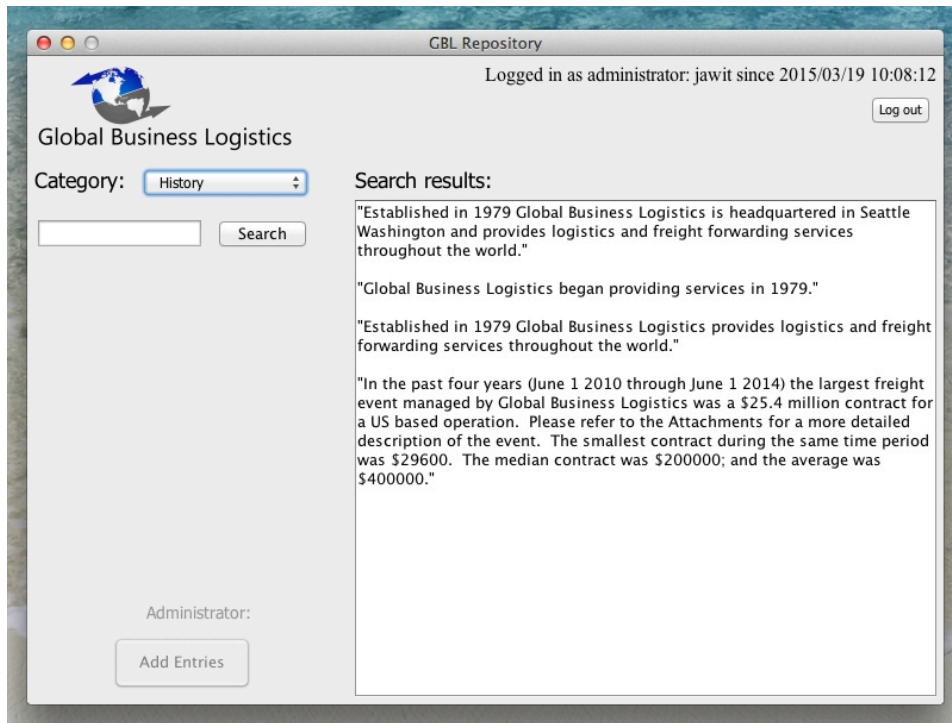 GBL Repository
Logged in as administrator: jawit since 2015/03/19 10:08:12
Log out
Global Business Logistics
Category:
History
Search
Search results:
"Established in 1979 Global Business Logistics is headquartered in Seattle
Washington and provides logistics and freight forwarding services
throughout the world."
"Global Business Logistics began providing services in 1979."
"Established in 1979 Global Business Logistics provides logistics and freight
forwarding services throughout the world."
"In the past four years (June 1 2010 through June 1 2014) the largest freight
event managed by Global Business Logistics was a $25.4 million contract for
a US based operation.  Please refer to the Attachments for a more detailed
description of the event.  The smallest contract during the same time period
was $29600.  The median contract was $200000; and the average was
$400000."
Administrator:
Add Entries